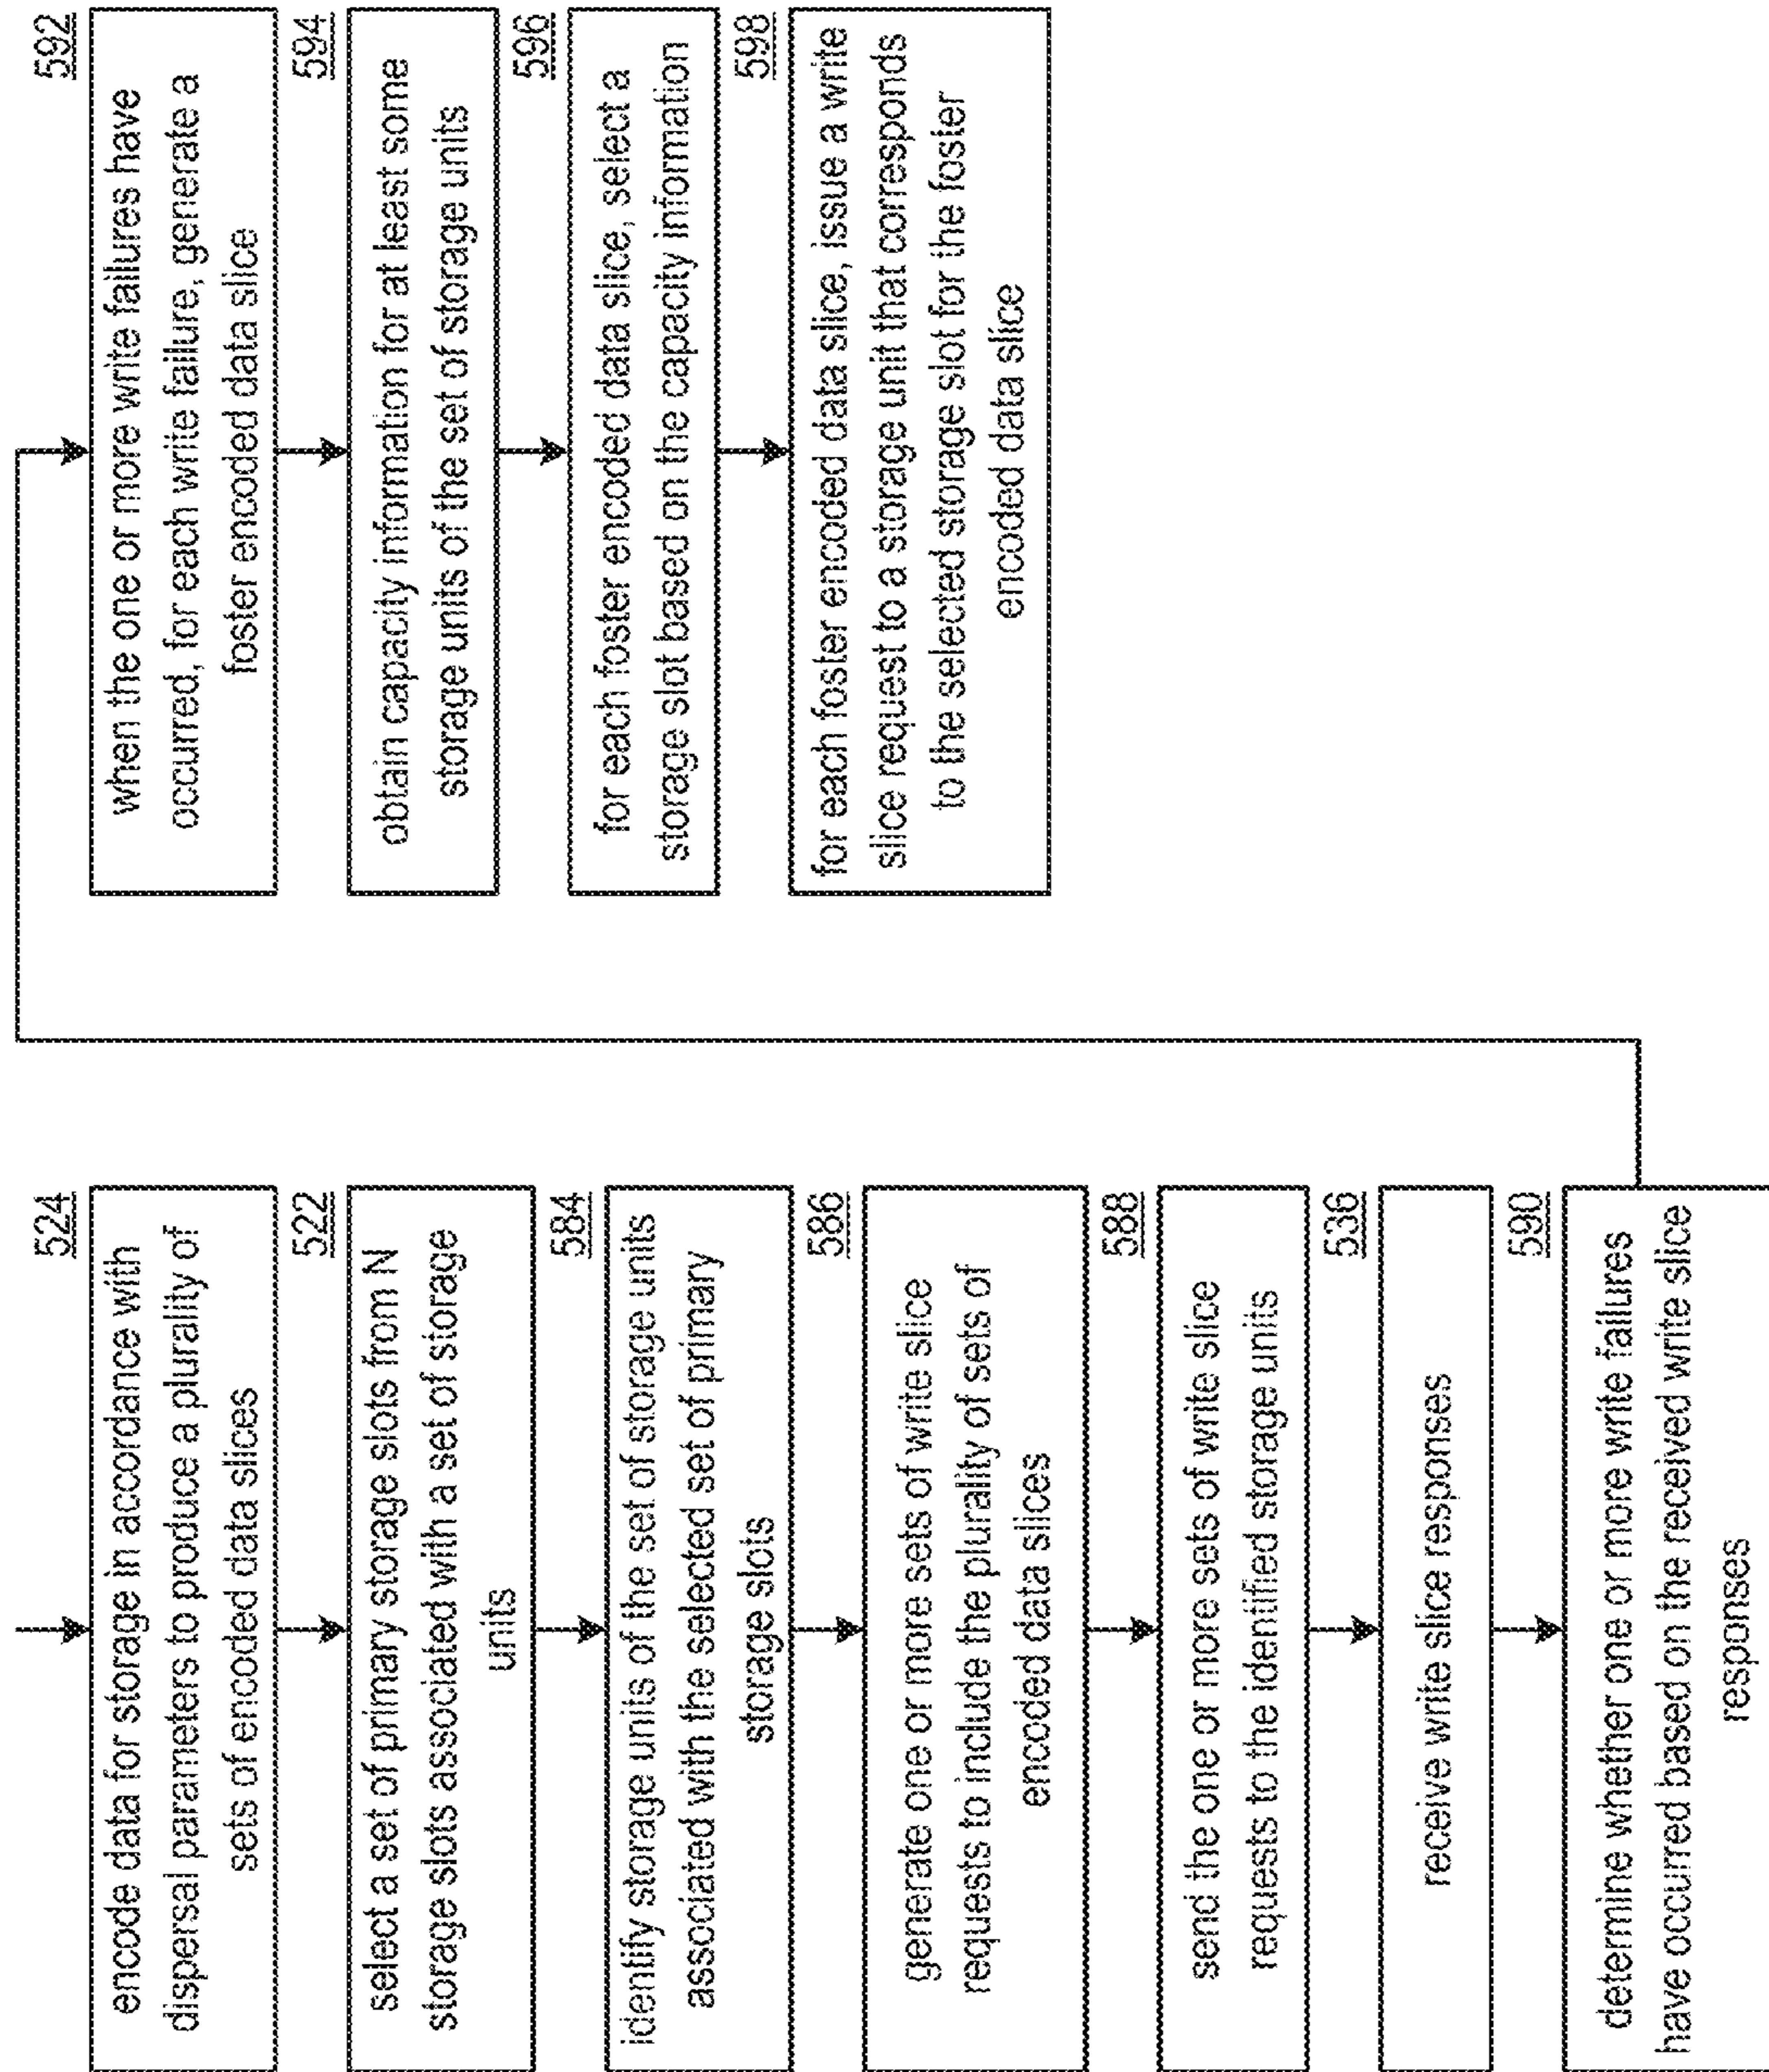 524
encode data for storage in accordance with
dispersal parameters to produce a plurality of
sets of encoded data slices
522
select a set of primary storage slots from N
storage slots associated with a set of storage
units
584
identify storage units of the set of storage units
associated with the selected set of primary
storage slots
586
generate one or more sets of write slice
requests to include the plurality of sets of
encoded data slices
588
send the one or more sets of write slice
requests to the identified storage units
536
receive write slice responses
590
determine whether one or more write failures
have occurred based on the received write slice
responses
592
when the one or more write failures have
occurred, for each write failure, generate a
foster encoded data slice
594
obtain capacity information for at least some
storage units of the set of storage units
596
for each foster encoded data slice, select a
storage slot based on the capacity information
598
for each foster encoded data slice, issue a write
slice request to a storage unit that corresponds
to the selected storage slot for the foster
encoded data slice